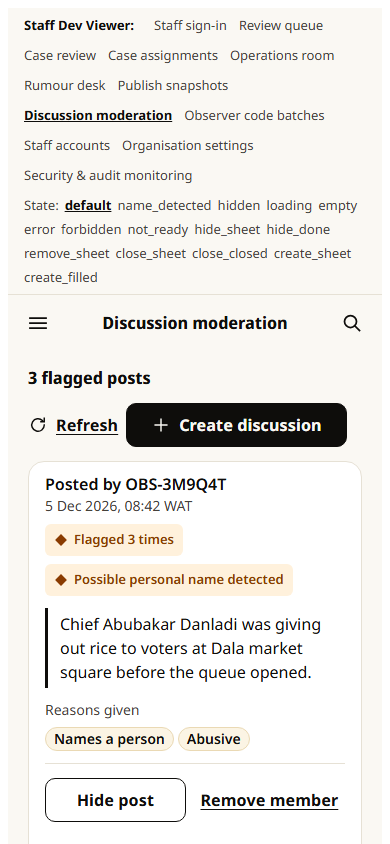 Staff Dev Viewer: Staff sign-in Review queue
Case review Case assignments Operations room
Rumour desk Publish snapshots
Discussion moderation Observer code batches
Staff accounts Organisation settings
Security & audit monitoring
State: default name_detected hidden loading empty
error forbidden not_ready hide_sheet hide_done
remove_sheet close_sheet close_closed create_sheet
create_filled
Discussion moderation
3 flagged posts
Refresh Create discussion
Posted by OBS-3M9Q4T
5 Dec 2026, 08:42 WAT
Flagged 3 times
Possible personal name detected
Chief Abubakar Danladi was giving
out rice to voters at Dala market
square before the queue opened.
Reasons given
Names a person Abusive
Hide post Remove member